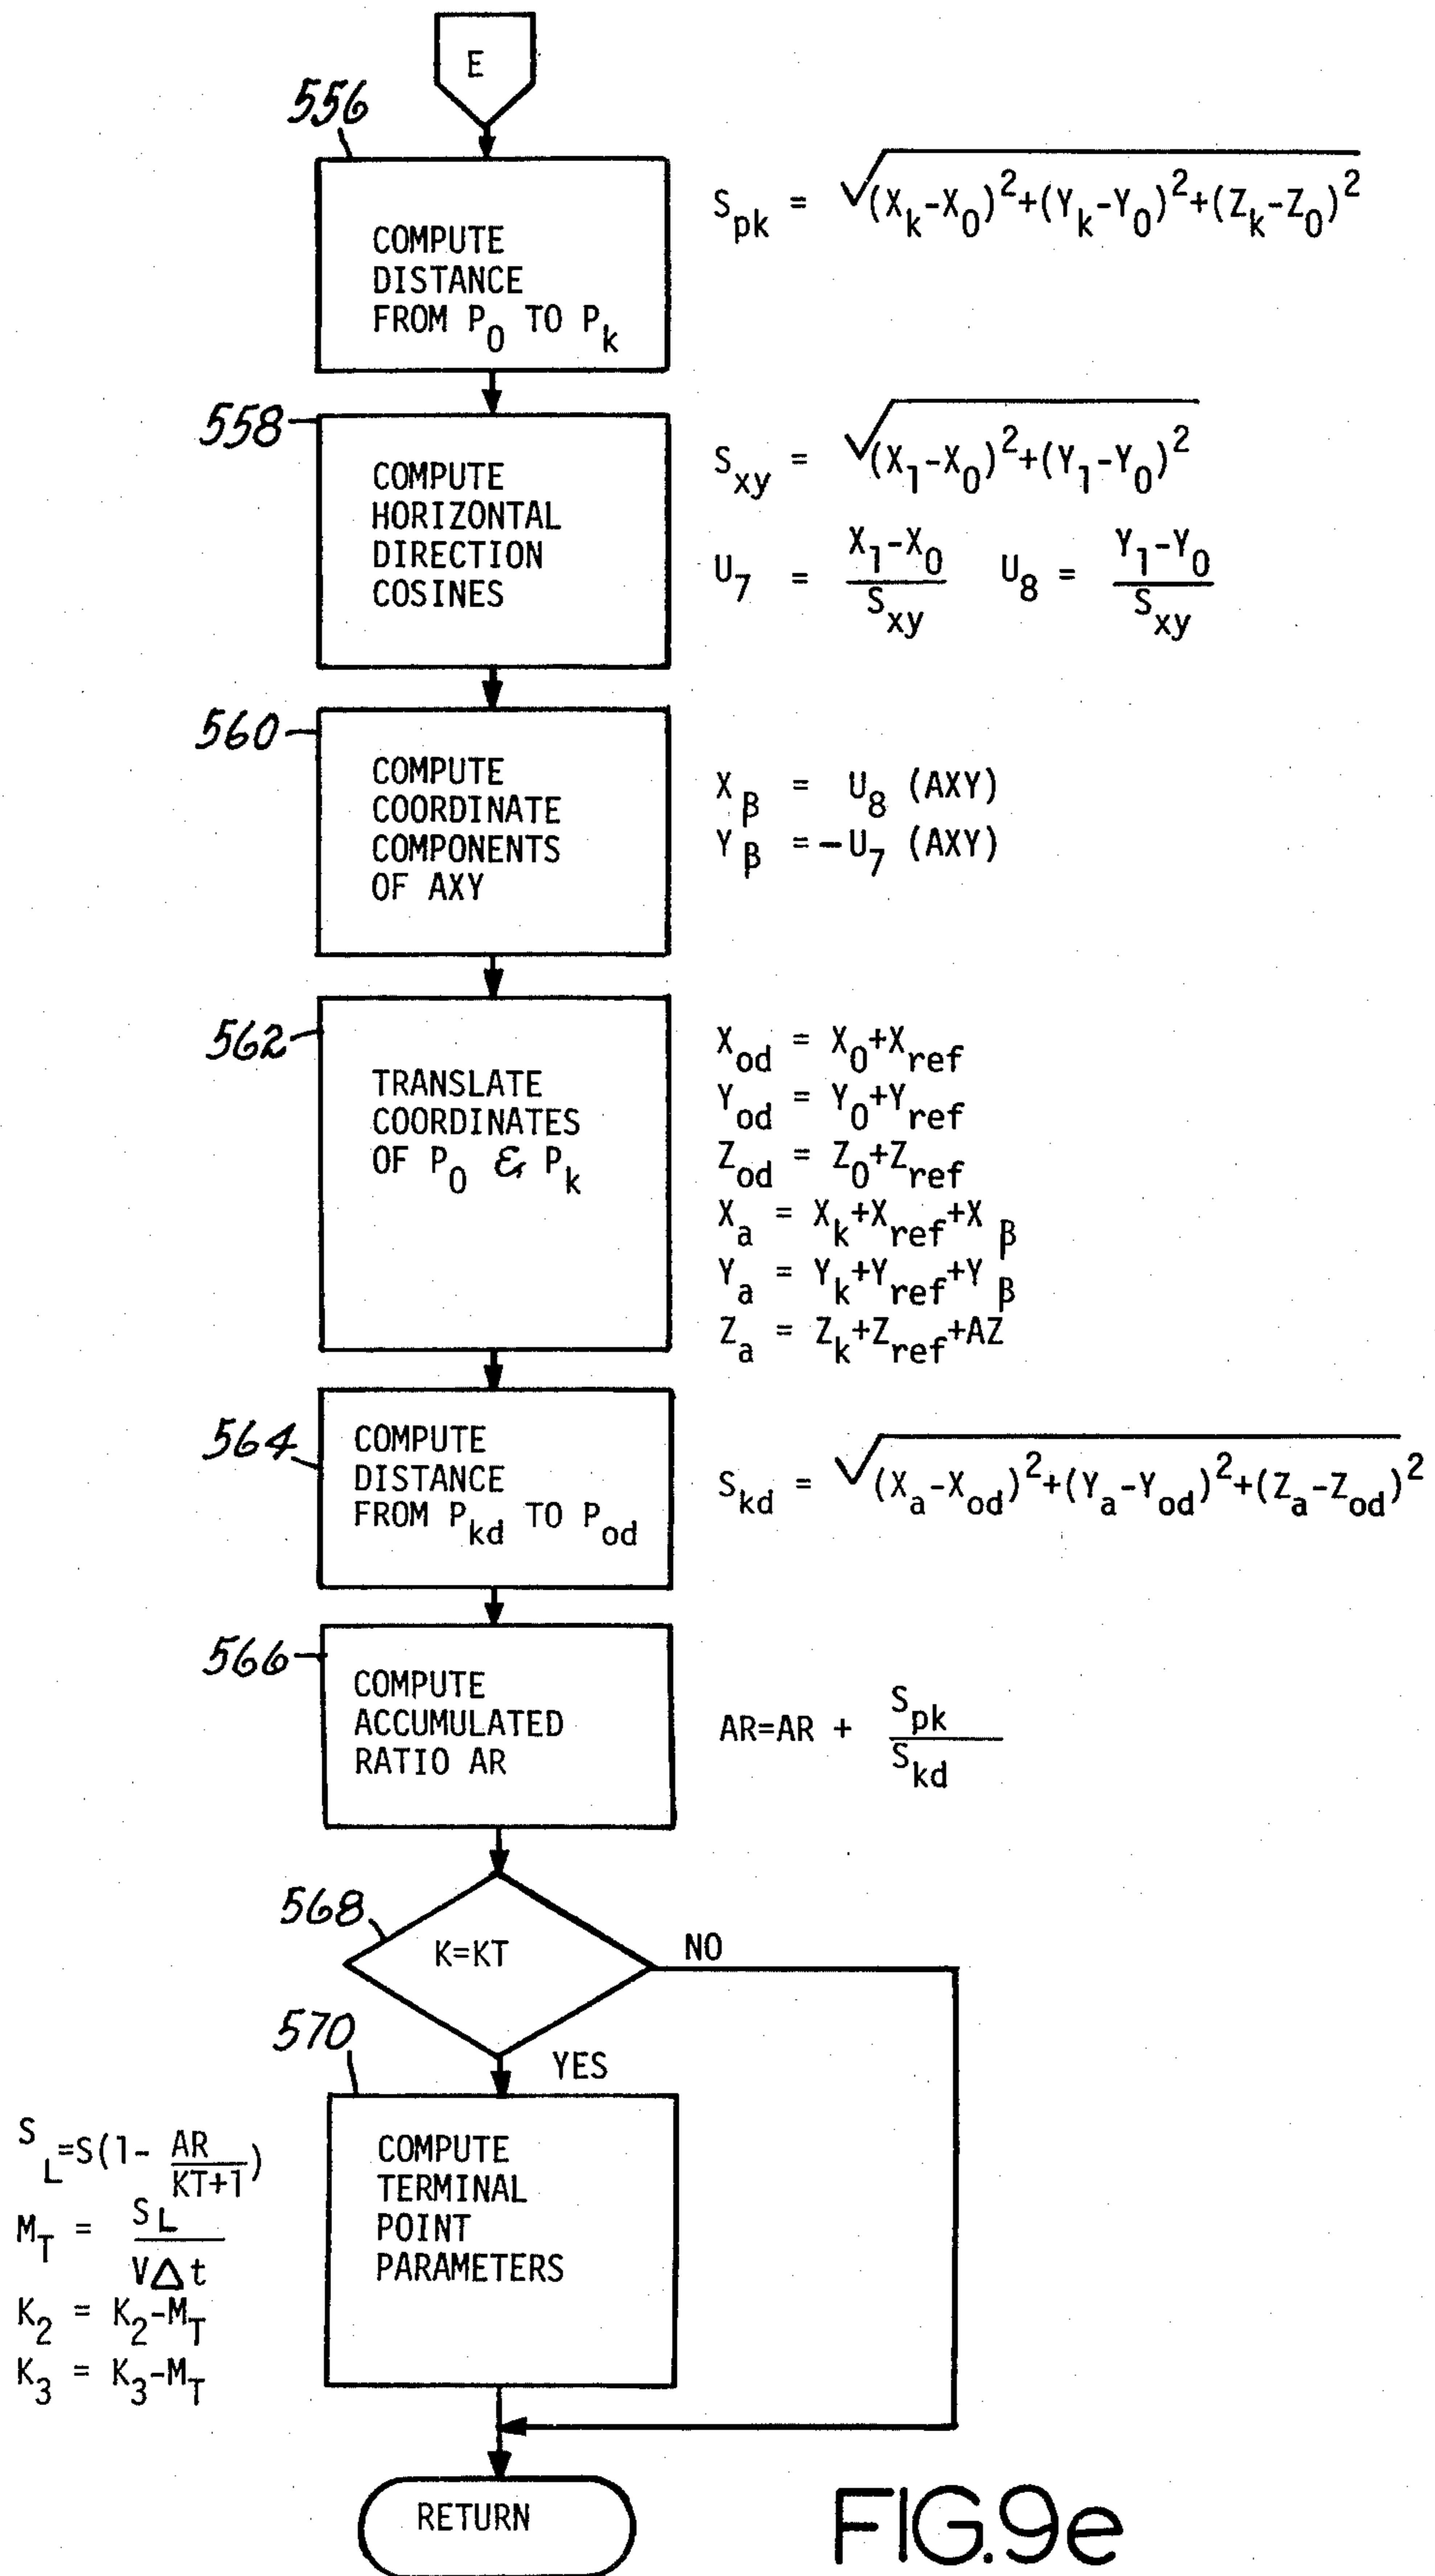 E
556
COMPUTE
DISTANCE
FROM P0 TO Pk
Spk = √(Xk-X0)²+(Yk-Y0)²+(Zk-Z0)²
558
COMPUTE
HORIZONTAL
DIRECTION
COSINES
Sxy = √(X1-X0)²+(Y1-Y0)²
U7 = X1-X0 / Sxy U8 = Y1-Y0 / Sxy
560
COMPUTE
COORDINATE
COMPONENTS
OF AXY
Xβ = U8 (AXY)
Yβ = -U7 (AXY)
562
TRANSLATE
COORDINATES
OF P0 & Pk
Xod = X0+Xref
Yod = Y0+Yref
Zod = Z0+Zref
Xa = Xk+Xref+Xβ
Ya = Yk+Yref+Yβ
Za = Zk+Zref+AZ
564
COMPUTE
DISTANCE
FROM Pkd TO Pod
Skd = √(Xa-Xod)²+(Ya-Yod)²+(Za-Zod)²
566
COMPUTE
ACCUMULATED
RATIO AR
AR=AR + Spk / Skd
568
K=KT
NO
YES
570
COMPUTE
TERMINAL
POINT
PARAMETERS
SL=S(1- AR / KT+1)
MT = SL / VΔt
K2 = K2-MT
K3 = K3-MT
RETURN
FIG.9e